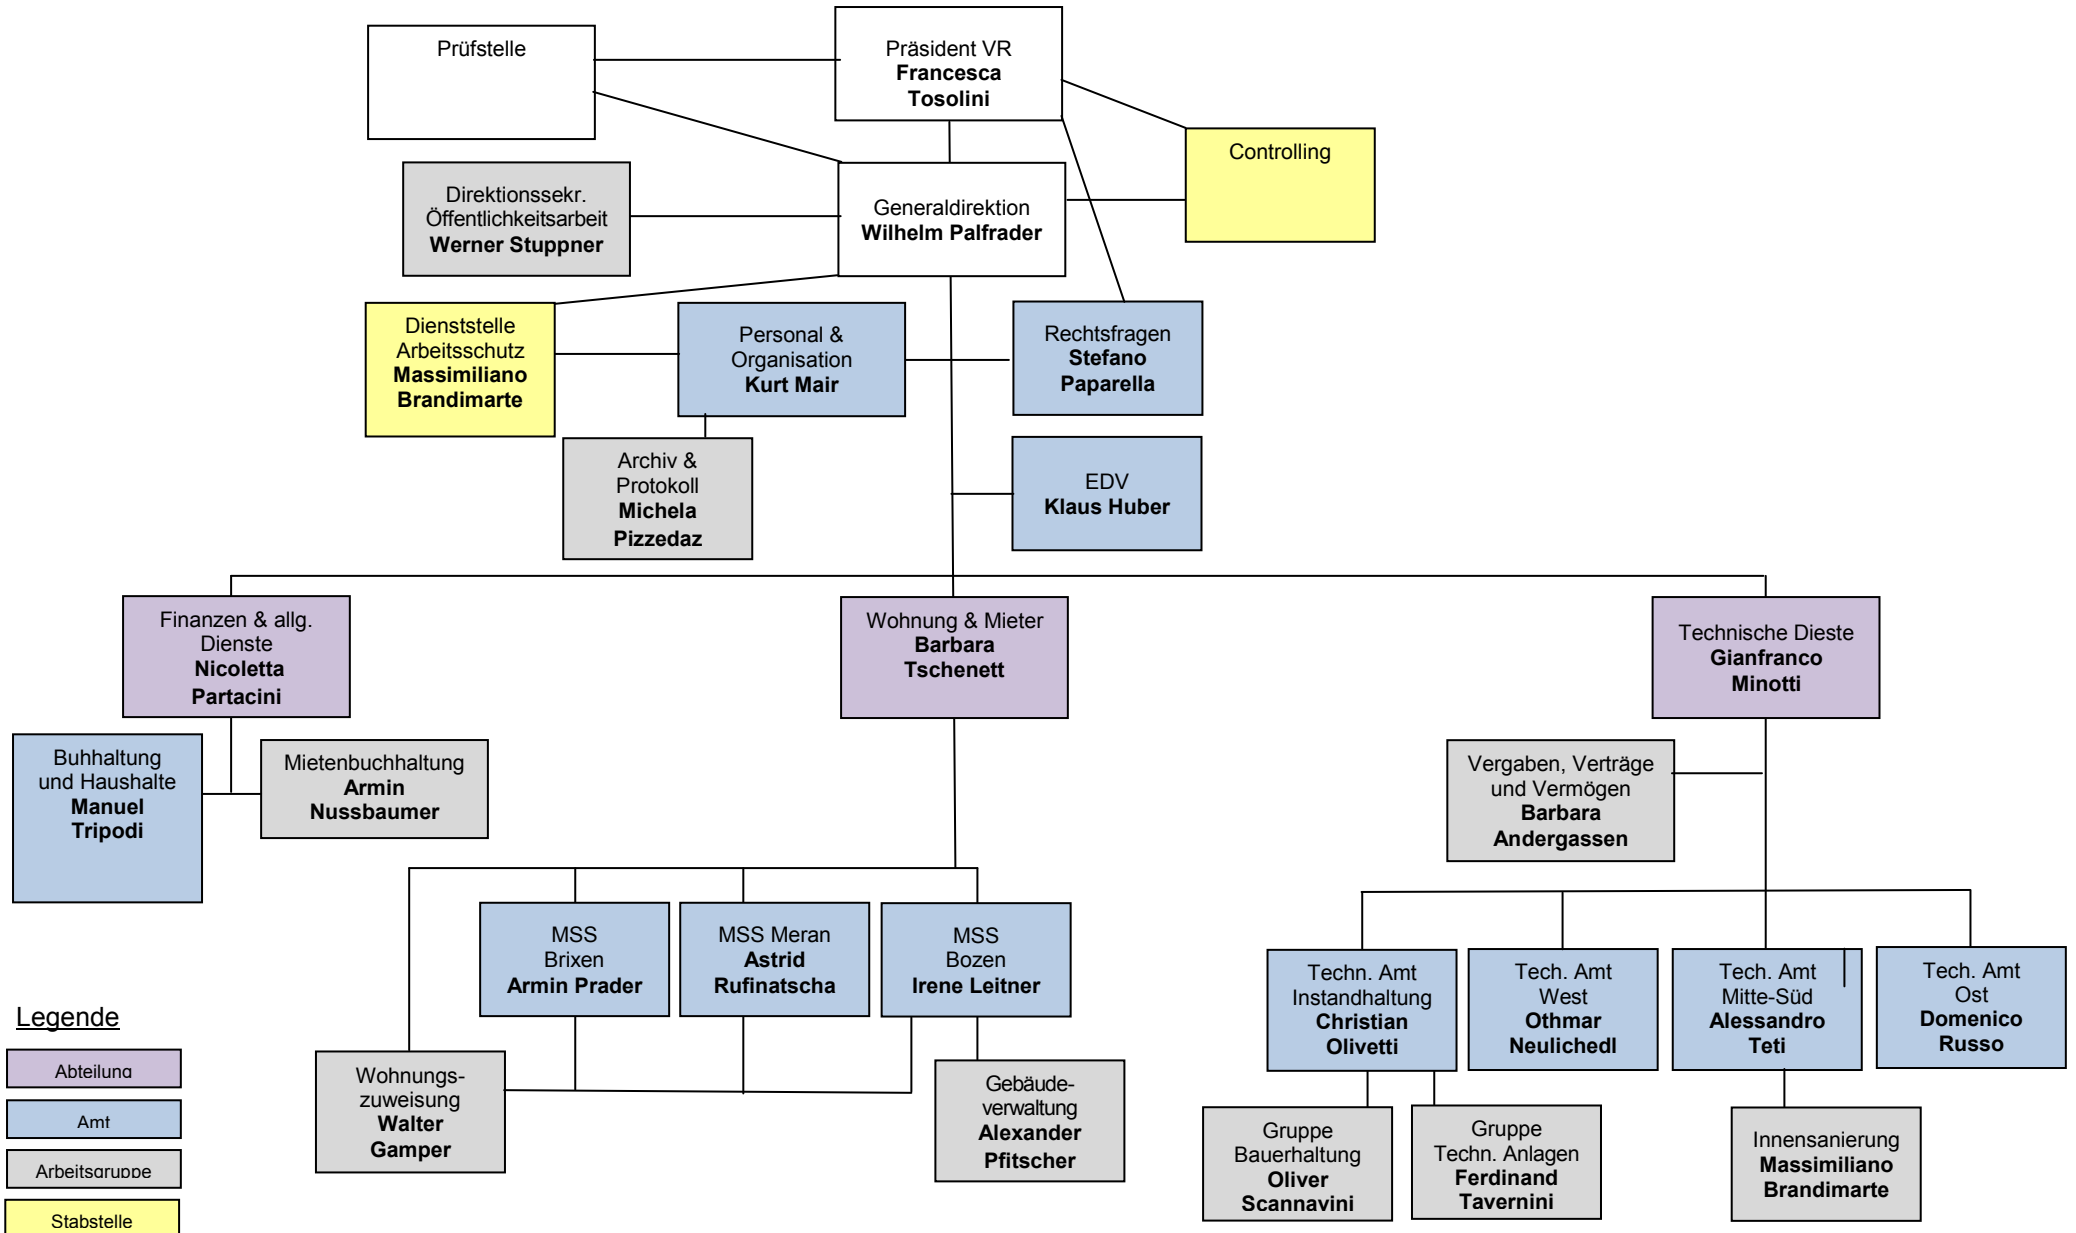 Prüfstelle
Präsident VR
Francesca
Tosolini
Controlling
Direktionssekr.
Öffentlichkeitsarbeit
Werner Stuppner
Generaldirektion
Wilhelm Palfrader
Dienststelle
Arbeitsschutz
Massimiliano
Brandimarte
Personal &
Organisation
Kurt Mair
Rechtsfragen
Stefano
Paparella
Archiv &
Protokoll
Michela
Pizzedaz
EDV
Klaus Huber
Finanzen & allg.
Dienste
Nicoletta
Partacini
Wohnung & Mieter
Barbara
Tschenett
Technische Dieste
Gianfranco
Minotti
Buhhaltung
und Haushalte
Manuel
Tripodi
Mietenbuchhaltung
Armin
Nussbaumer
Vergaben, Verträge
und Vermögen
Barbara
Andergassen
MSS
Brixen
Armin Prader
MSS Meran
Astrid
Rufinatscha
MSS
Bozen
Irene Leitner
Techn. Amt
Instandhaltung
Christian
Olivetti
Tech. Amt
West
Othmar
Neulichedl
Tech. Amt
Mitte-Süd
Alessandro
Teti
Tech. Amt
Ost
Domenico
Russo
Wohnungs-
zuweisung
Walter
Gamper
Gebäude-
verwaltung
Alexander
Pfitscher
Gruppe
Bauerhaltung
Oliver
Scannavini
Gruppe
Techn. Anlagen
Ferdinand
Tavernini
Innensanierung
Massimiliano
Brandimarte
Legende
Abteilung
Amt
Arbeitsgruppe
Stabstelle